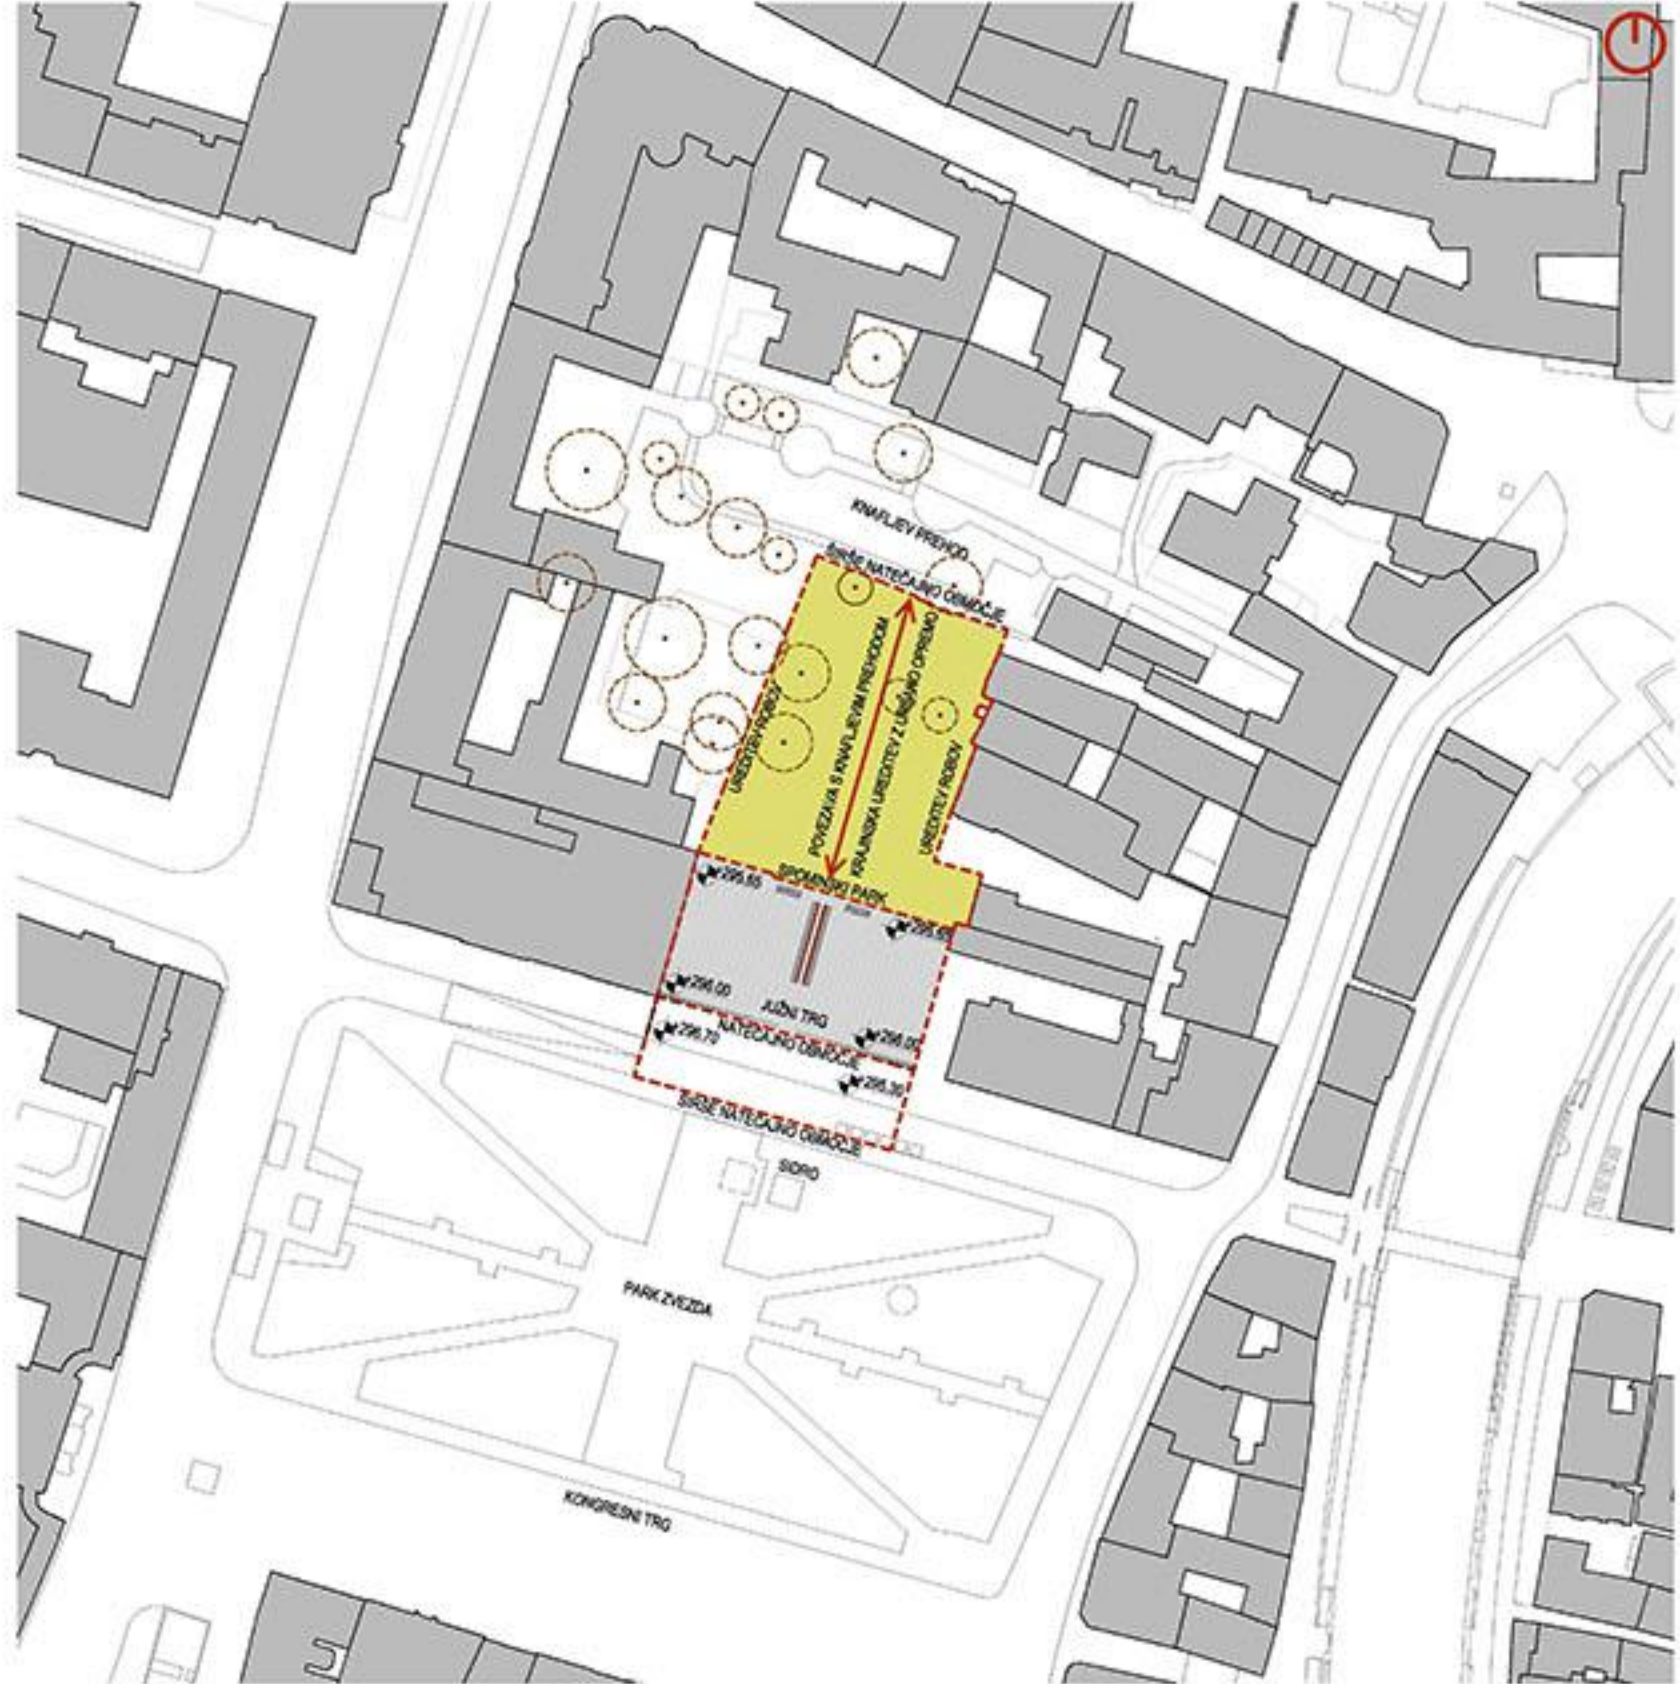 KNAFLJEV PREHOD
ŠIRŠE NATEČAJNO OBMOČJE
UREDITEV ROBOV
POVEZAVA S KNAFLJEVIM PREHODOM
KRAJINSKA UREDITEV Z URBANO OPREMO
UREDITEV ROBOV
SPOMINSKI PARK
295.65
295.65
296.00
JUŽNI TRG
296.00
NATEČAJNO OBMOČJE
296.70
295.30
ŠIRŠE NATEČAJNO OBMOČJE
SIDRO
PARK ZVEZDA
KONGRESNI TRG